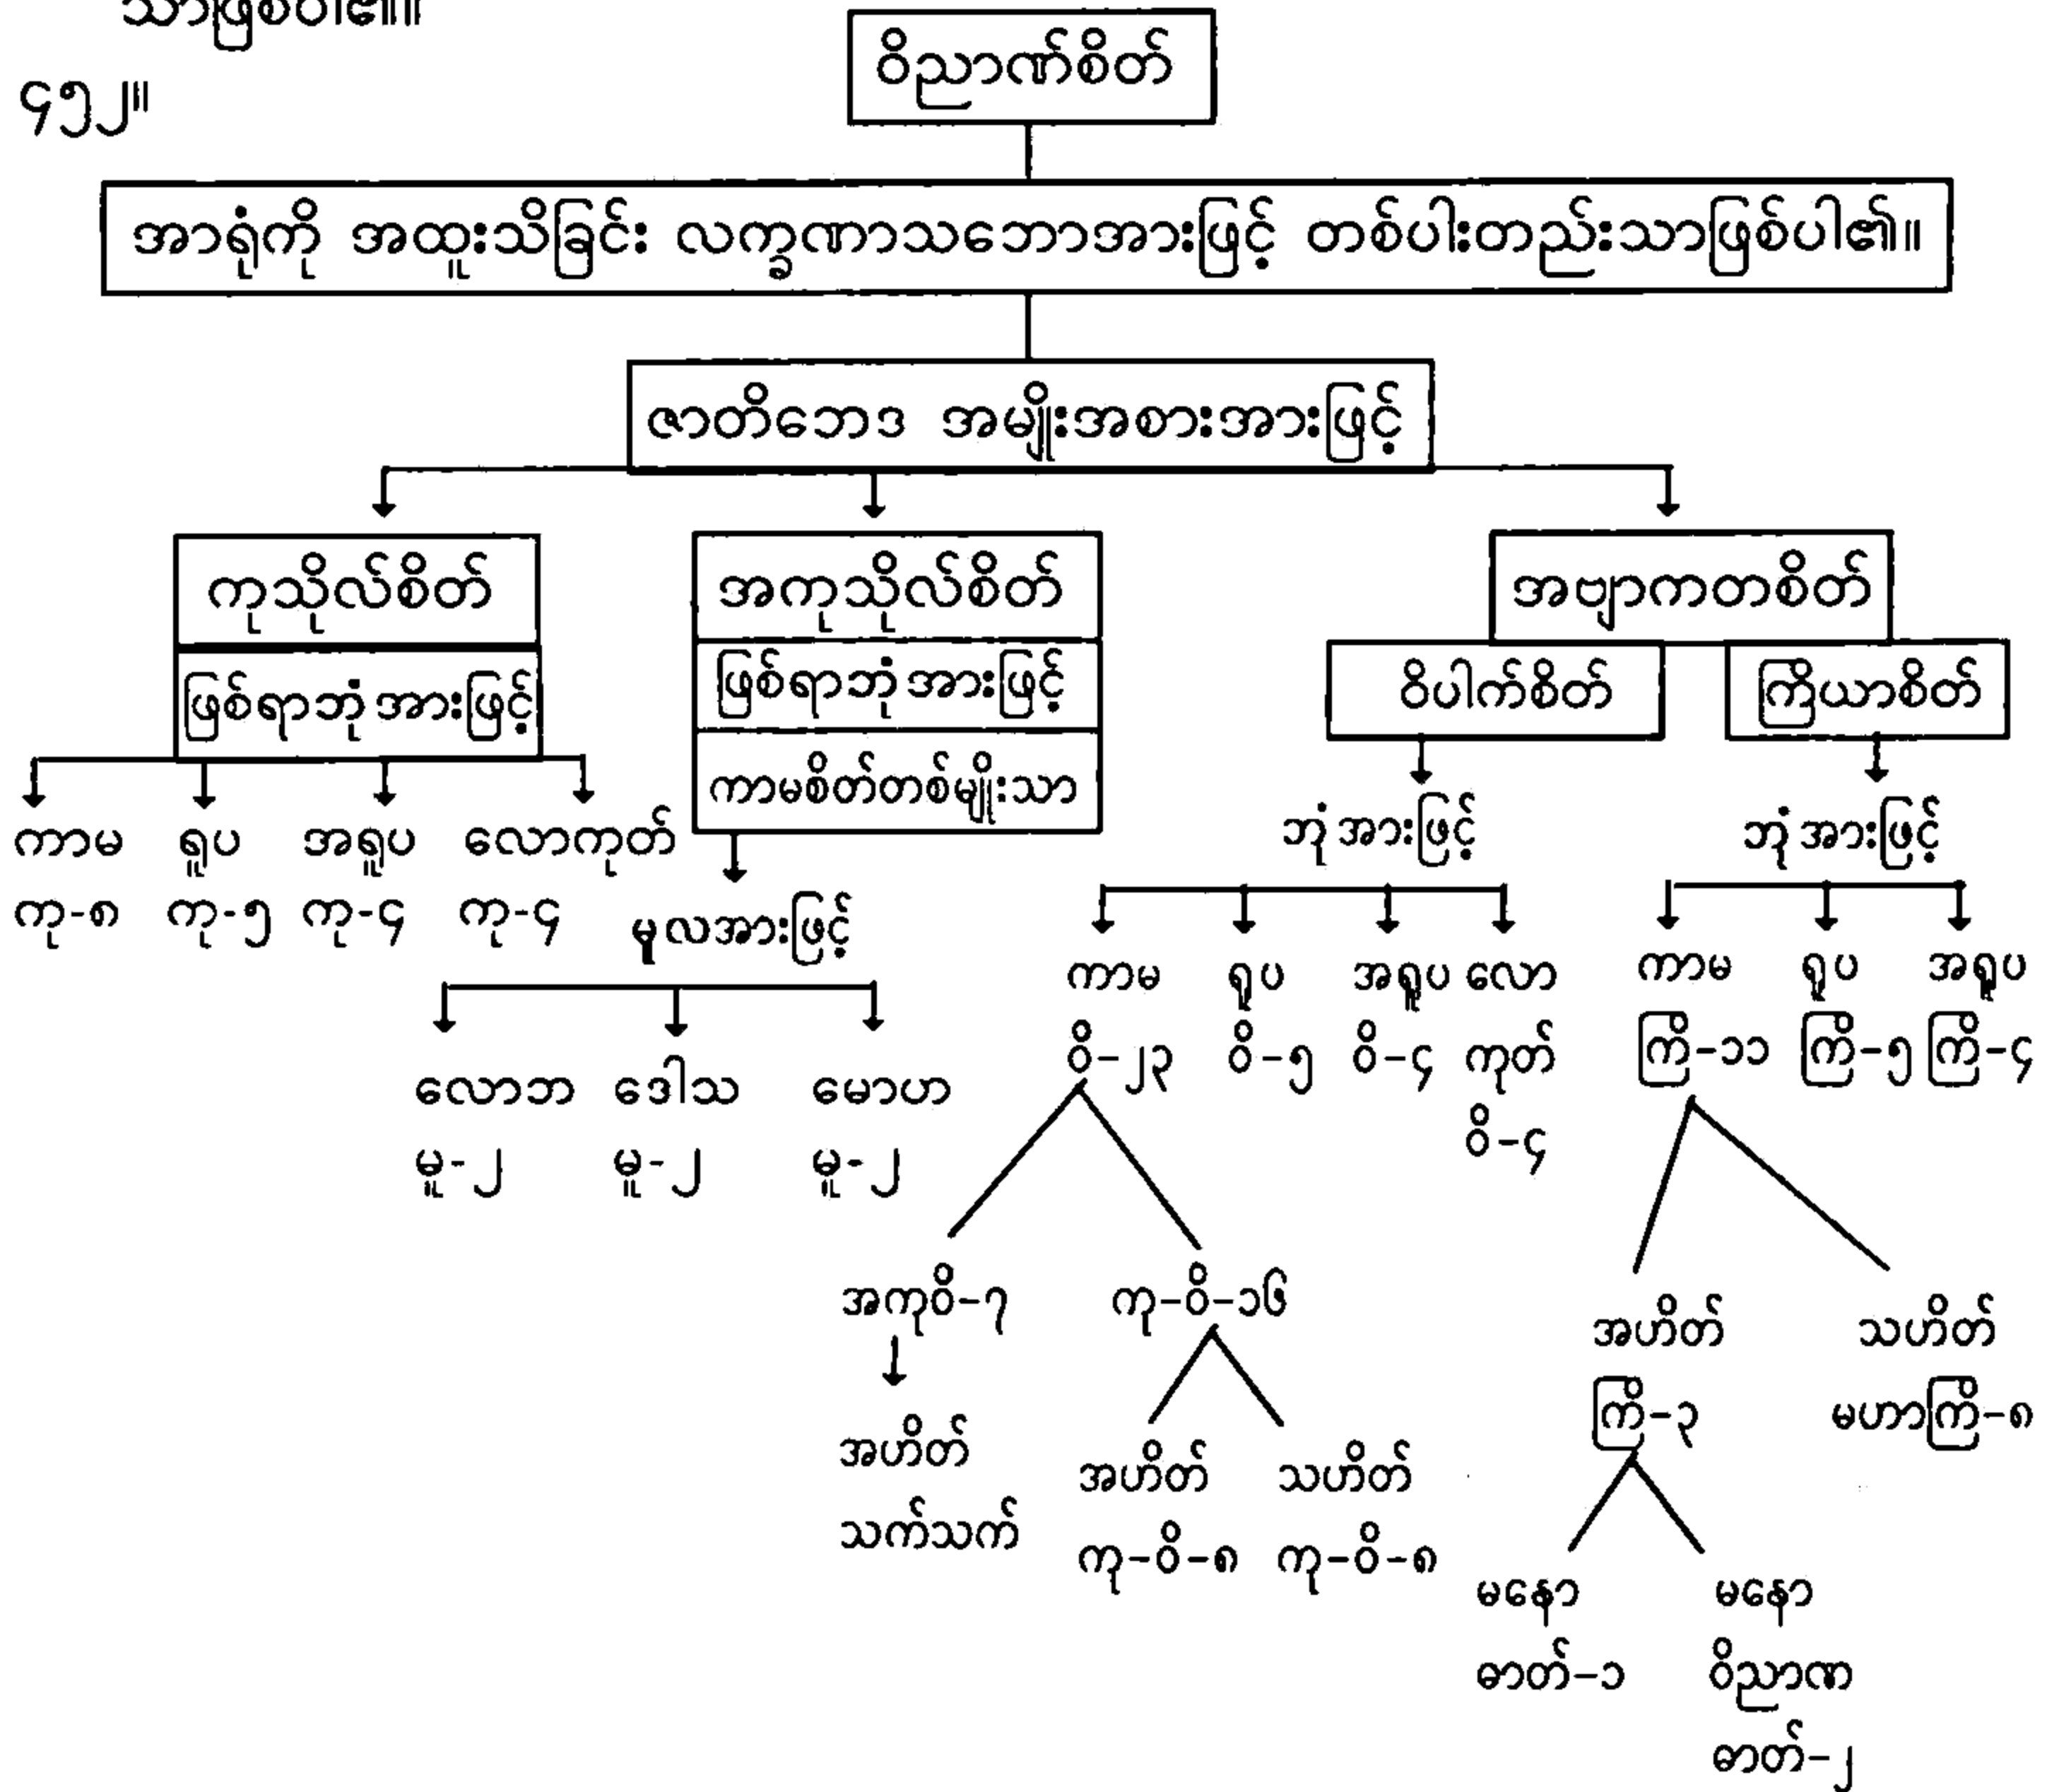 သာဖြစ်ပါ၏။
၄၅၂။
ဝိညာဏ်စိတ်
အာရုံကို အထူးသိခြင်း လက္ခဏာသဘောအားဖြင့် တစ်ပါးတည်းသာဖြစ်ပါ၏။
ဇာတိဘေဒ အမျိုးအစားအားဖြင့်
ကုသိုလ်စိတ်
ဖြစ်ရာဘုံအားဖြင့်
ကာမ ရူပ အရူပ လောကုတ်
ကု-၈ ကု-၅ ကု-၄ ကု-၄
အကုသိုလ်စိတ်
ဖြစ်ရာဘုံအားဖြင့်
ကာမစိတ်တစ်မျိုးသာ
မူလအားဖြင့်
လောဘ ဒေါသ မောဟ
မူ-၂ မူ-၂ မူ-၂
အဗျာကတစိတ်
ဝိပါက်စိတ် ကြိယာစိတ်
ဘုံအားဖြင့် ဘုံအားဖြင့်
ကာမ ရူပ အရူပ လော
ဝိ-၂၃ ဝိ-၅ ဝိ-၄ ကုတ်
ဝိ-၄
အကုဝိ-၇ ကု-ဝိ-၁၆
အဟိတ်
သက်သက်
အဟိတ် သဟိတ်
ကု-ဝိ-၈ ကု-ဝိ-၈
ကာမ ရူပ အရူပ
ကြိ-၁၁ ကြိ-၅ ကြိ-၄
အဟိတ် သဟိတ်
ကြိ-၃ မဟာကြိ-၈
မနော မနော
ဓာတ်-၁ ဝိညာဏ
ဓာတ်-၂